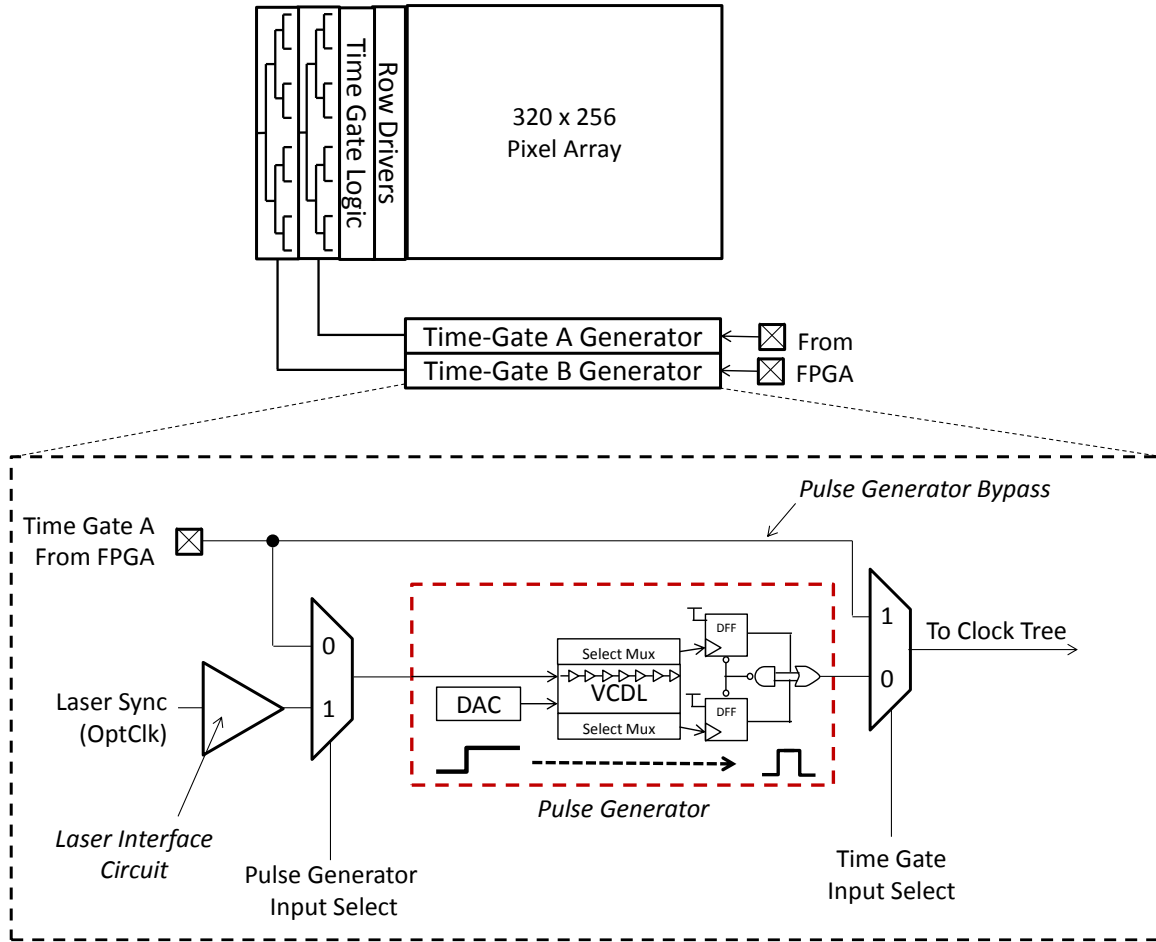 Time Gate Logic
Row Drivers
320 x 256
Pixel Array
Time-Gate A Generator
Time-Gate B Generator
From
FPGA
Pulse Generator Bypass
Time Gate A
From FPGA
0
1
Laser Sync
(OptClk)
Laser Interface
Circuit
Pulse Generator
Input Select
DAC
Select Mux
VCDL
Select Mux
DFF
DFF
Pulse Generator
1
0
To Clock Tree
Time Gate
Input Select